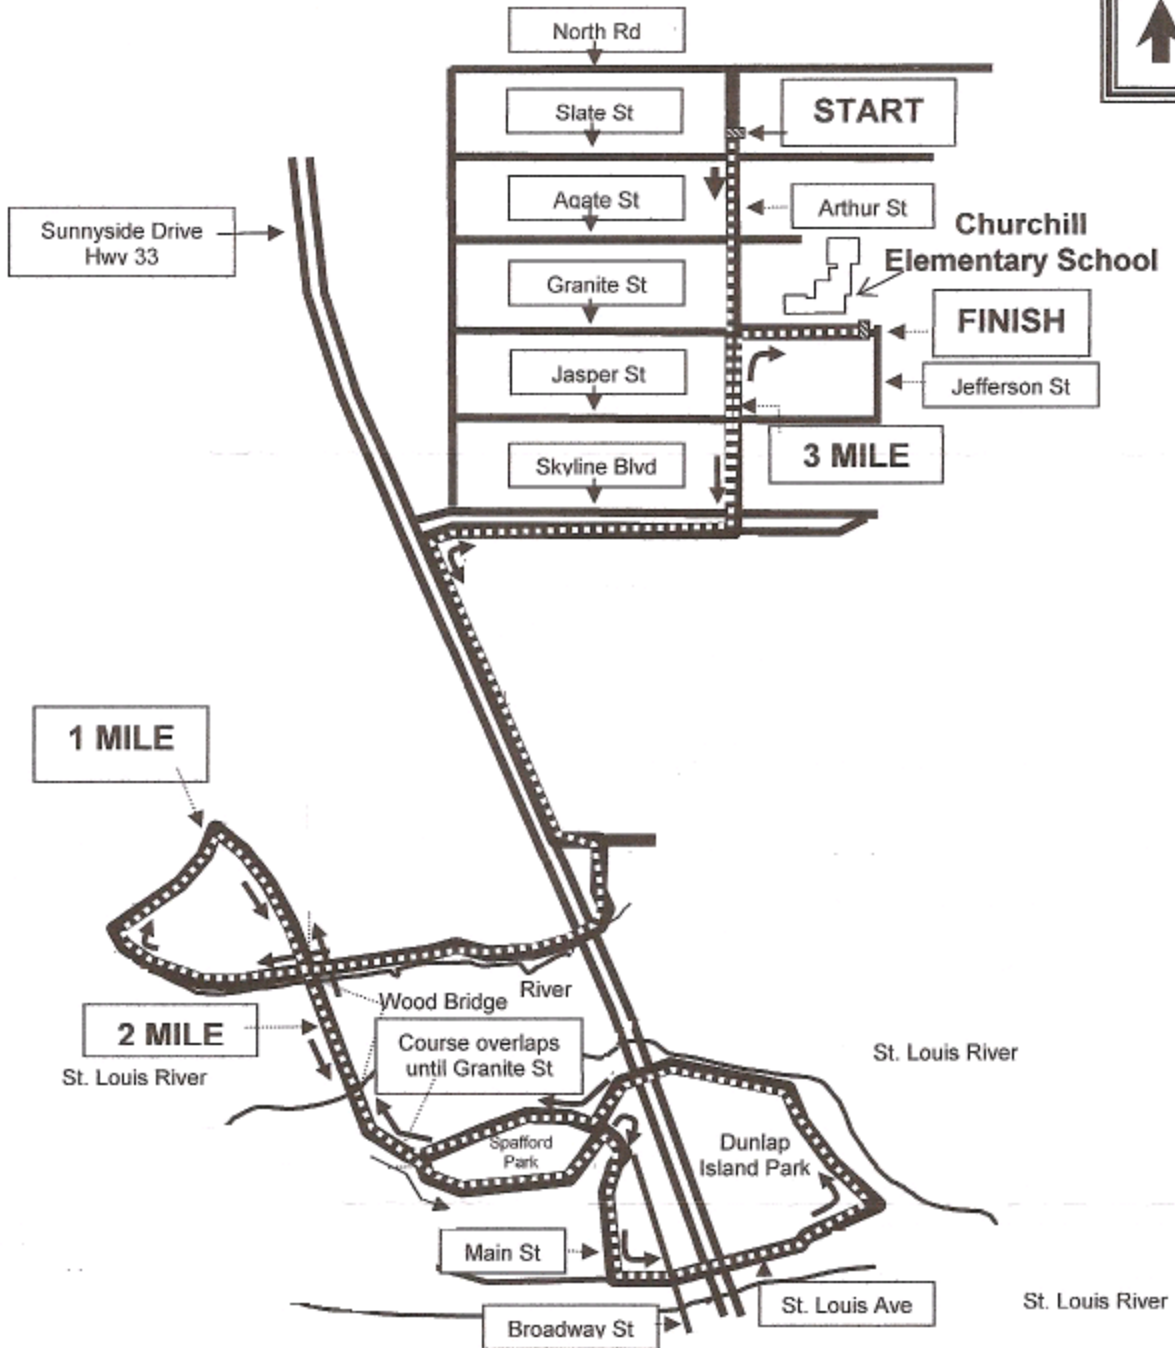 North Rd
Slate St
START
Agate St
Arthur St
Sunnyside Drive
Hwy 33
Churchill
Elementary School
Granite St
FINISH
Jasper St
Jefferson St
3 MILE
Skyline Blvd
1 MILE
River
Wood Bridge
2 MILE
Course overlaps
until Granite St
St. Louis River
St. Louis River
Spafford
Park
Dunlap
Island Park
Main St
St. Louis Ave
St. Louis River
Broadway St